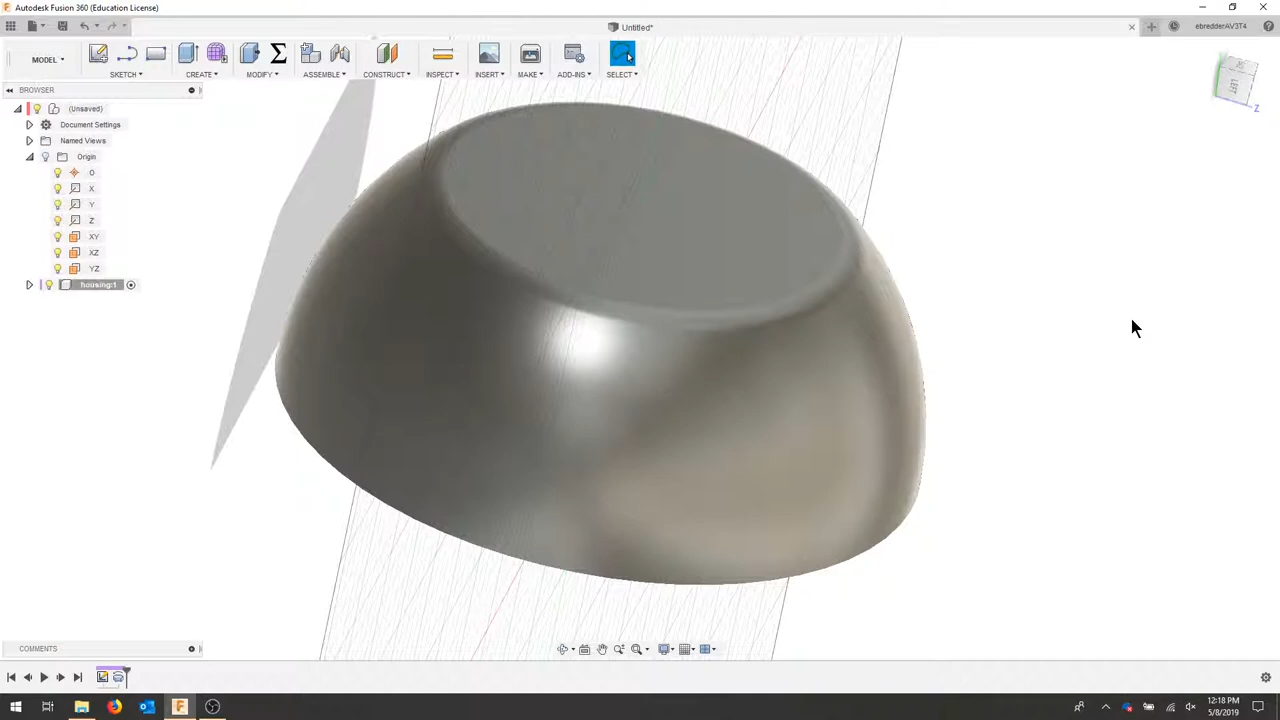 Autodesk Fusion 360 (Education License)
Untitled*
ebredderAV3T4
MODEL
SKETCH
CREATE
MODIFY
ASSEMBLE
CONSTRUCT
INSPECT
INSERT
MAKE
ADD-INS
SELECT
BROWSER
(Unsaved)
Document Settings
Named Views
Origin
O
X
Y
Z
XY
XZ
YZ
housing:1
Z
COMMENTS
12:18 PM
5/8/2019